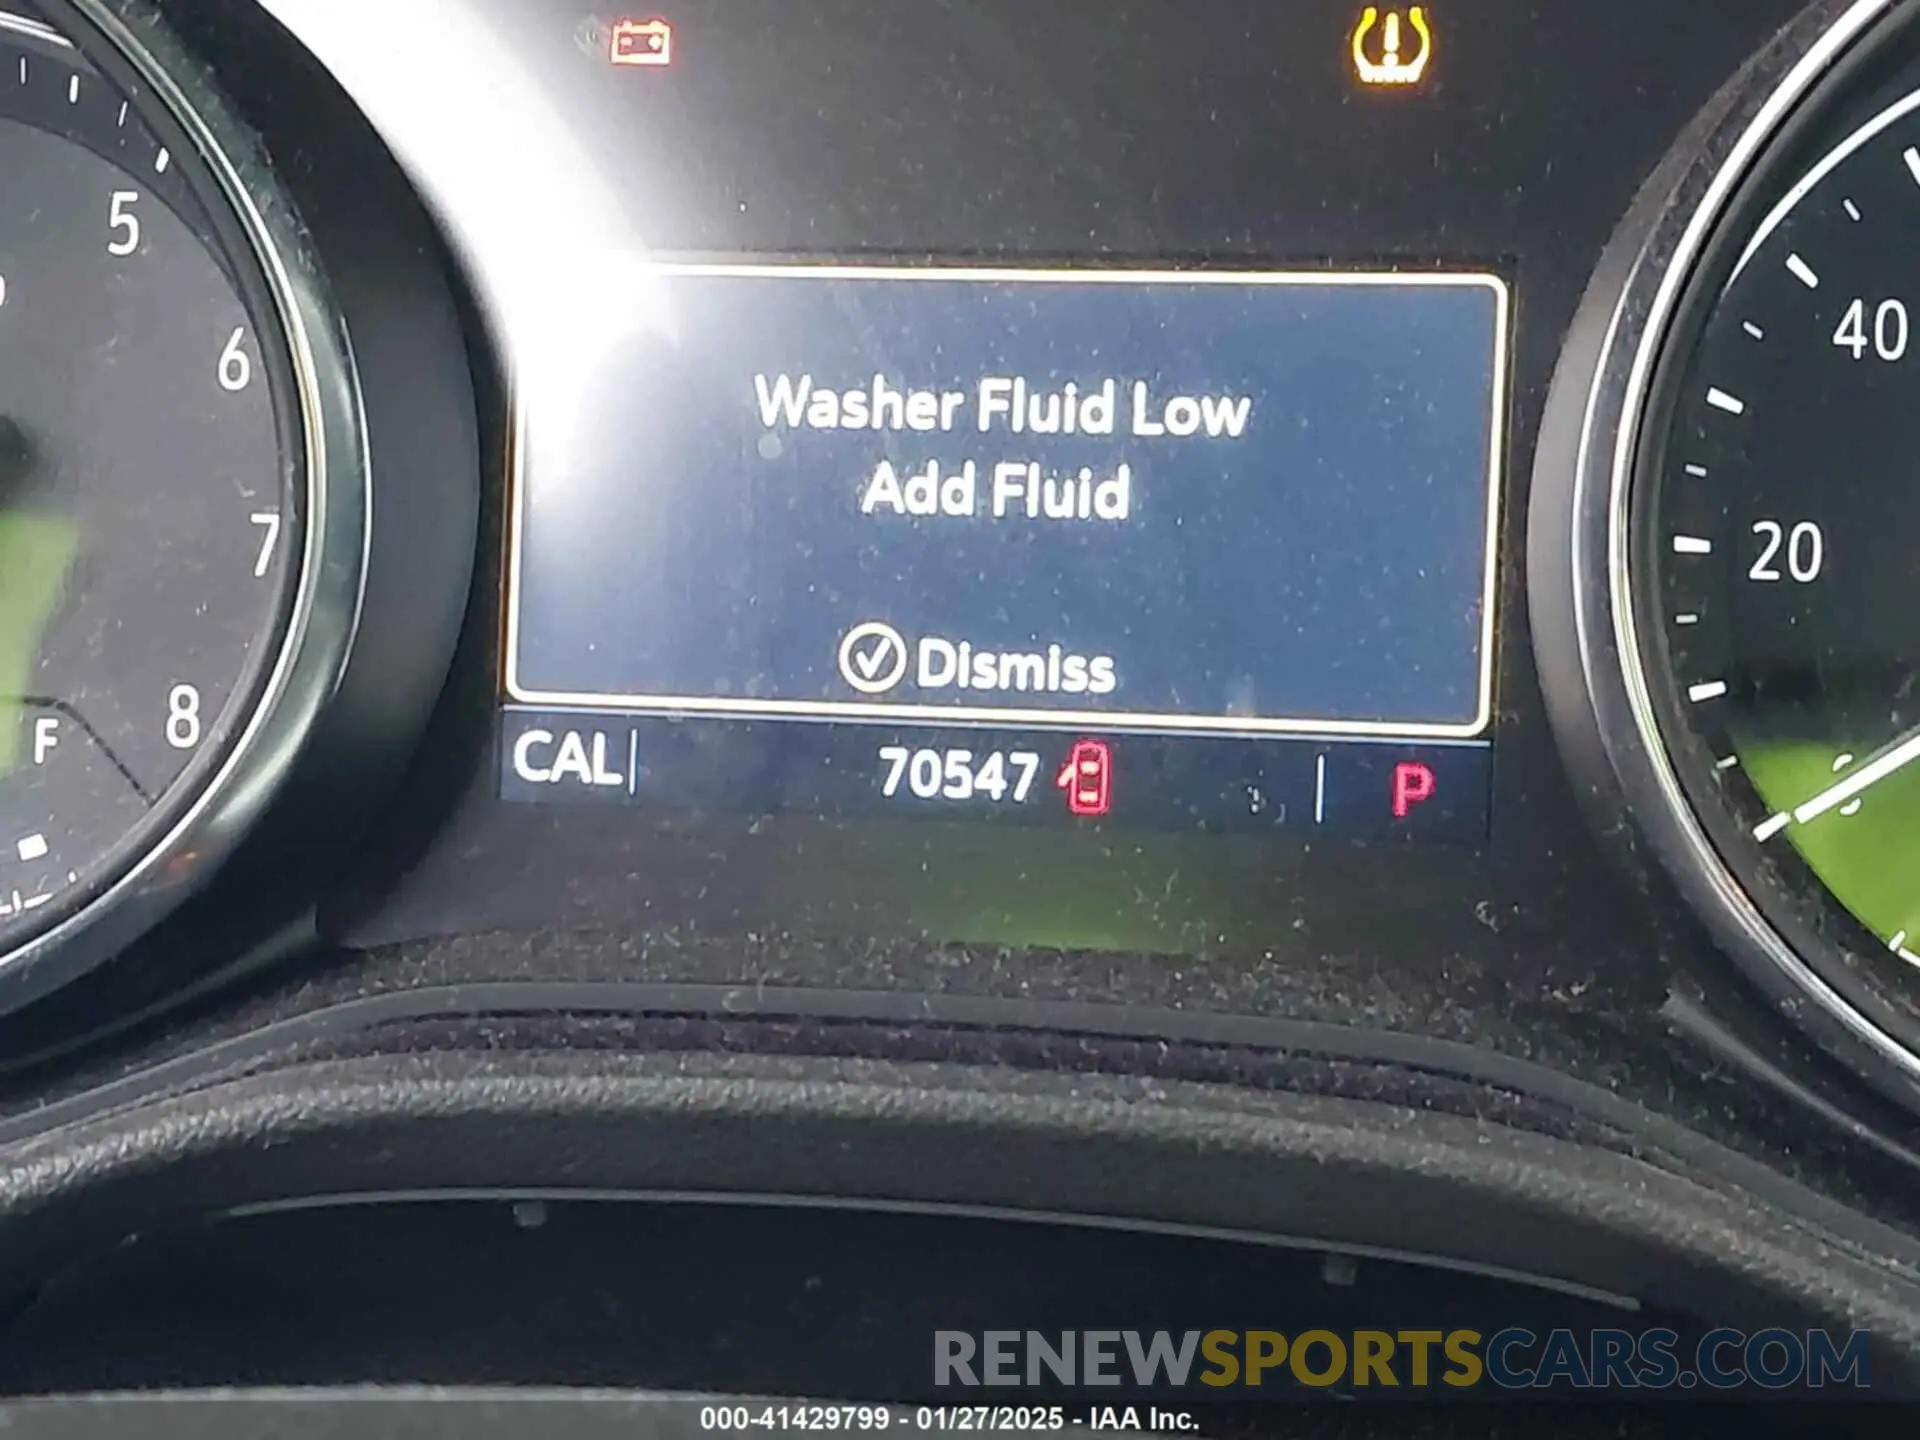 5
6
7
8
F
Washer Fluid Low
Add Fluid
Dismiss
CAL
70547
P
40
20
RENEWSPORTSCARS.COM
000-41429799 - 01/27/2025 - IAA Inc.